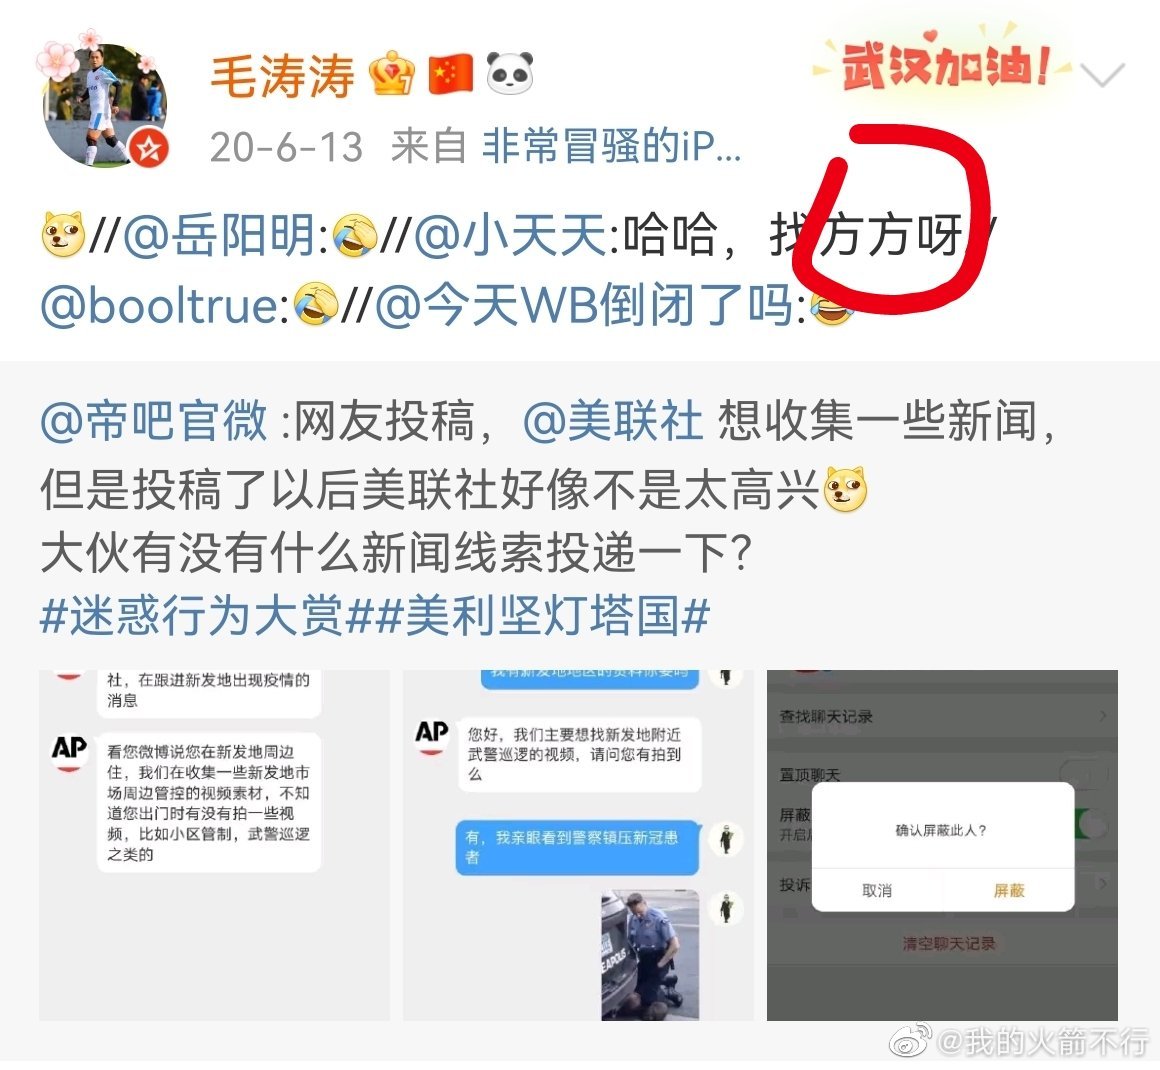 毛涛涛
武汉加油!
20-6-13 来自 非常冒骚的iP...
//@岳阳明://@小天天:哈哈，找方方呀//
@booltrue://@今天WB倒闭了吗:
@帝吧官微 :网友投稿，@美联社 想收集一些新闻，
但是投稿了以后美联社好像不是太高兴
大伙有没有什么新闻线索投递一下？
#迷惑行为大赏##美利坚灯塔国#
社，在跟进新发地出现疫情的
消息
AP
看您微博说您在新发地周边
住，我们在收集一些新发地市
场周边管控的视频素材，不知
道您出门时有没有拍一些视
频，比如小区管制，武警巡逻
之类的
我有新发地地区的资料你要吗
AP
您好，我们主要想找新发地附近
武警巡逻的视频，请问您有拍到
么
有，我亲眼看到警察镇压新冠患
者
EAPOLIS
查找聊天记录
置顶聊天
屏蔽
开启
投诉
确认屏蔽此人？
取消
屏蔽
清空聊天记录
@我的火箭不行